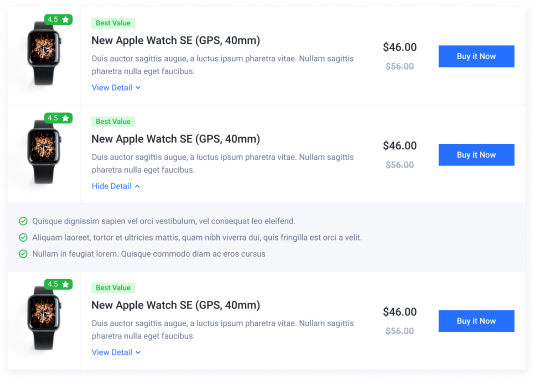 4.5
Best Value
New Apple Watch SE (GPS, 40mm)
Duis auctor sagittis augue, a luctus ipsum pharetra vitae. Nullam sagittis
pharetra nulla eget faucibus.
View Detail
$46.00
$56.00
Buy it Now
4.5
Best Value
New Apple Watch SE (GPS, 40mm)
Duis auctor sagittis augue, a luctus ipsum pharetra vitae. Nullam sagittis
pharetra nulla eget faucibus.
Hide Detail
$46.00
$56.00
Buy it Now
Quisque dignissim sapien vel orci vestibulum, vel consequat leo eleifend.
Aliquam laoreet, tortor et ultricies mattis, quam nibh viverra dui, quis fringilla est orci a velit.
Nullam in feugiat lorem. Quisque commodo diam ac eros cursus
4.5
Best Value
New Apple Watch SE (GPS, 40mm)
Duis auctor sagittis augue, a luctus ipsum pharetra vitae. Nullam sagittis
pharetra nulla eget faucibus.
View Detail
$46.00
$56.00
Buy it Now